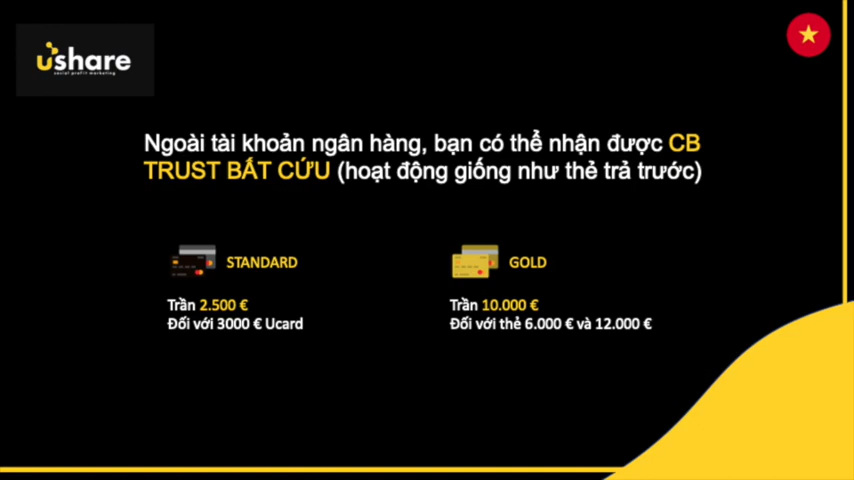 ushare
social profit marketing
Ngoài tài khoản ngân hàng, bạn có thể nhận được CB
TRUST BẤT CỨU (hoạt động giống như thẻ trả trước)
STANDARD
Trần 2.500 €
Đối với 3000 € Ucard
GOLD
Trần 10.000 €
Đối với thẻ 6.000 € và 12.000 €